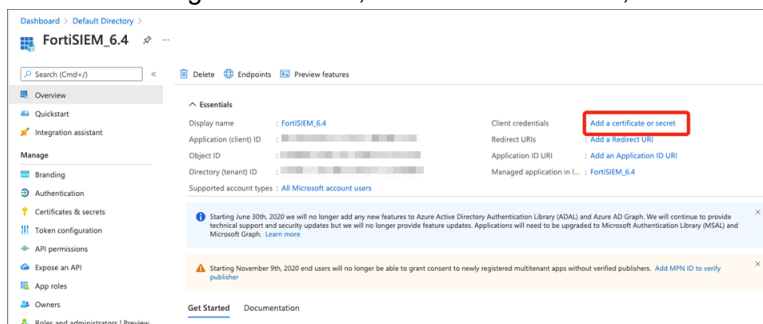 Dashboard > Default Directory >
FortiSIEM_6.4
Search (Cmd+/)
«
Delete
Endpoints
Preview features
Overview
Quickstart
Integration assistant
Manage
Branding
Authentication
Certificates & secrets
Token configuration
API permissions
Expose an API
App roles
Owners
Roles and administrators | Preview
Essentials
Display name : FortiSIEM_6.4
Application (client) ID :
Object ID :
Directory (tenant) ID :
Supported account types : All Microsoft account users
Client credentials : Add a certificate or secret
Redirect URIs : Add a Redirect URI
Application ID URI : Add an Application ID URI
Managed application in l... : FortiSIEM_6.4
Starting June 30th, 2020 we will no longer add any new features to Azure Active Directory Authentication Library (ADAL) and Azure AD Graph. We will continue to provide
technical support and security updates but we will no longer provide feature updates. Applications will need to be upgraded to Microsoft Authentication Library (MSAL) and
Microsoft Graph. Learn more
Starting November 9th, 2020 end users will no longer be able to grant consent to newly registered multitenant apps without verified publishers. Add MPN ID to verify
publisher
Get Started
Documentation